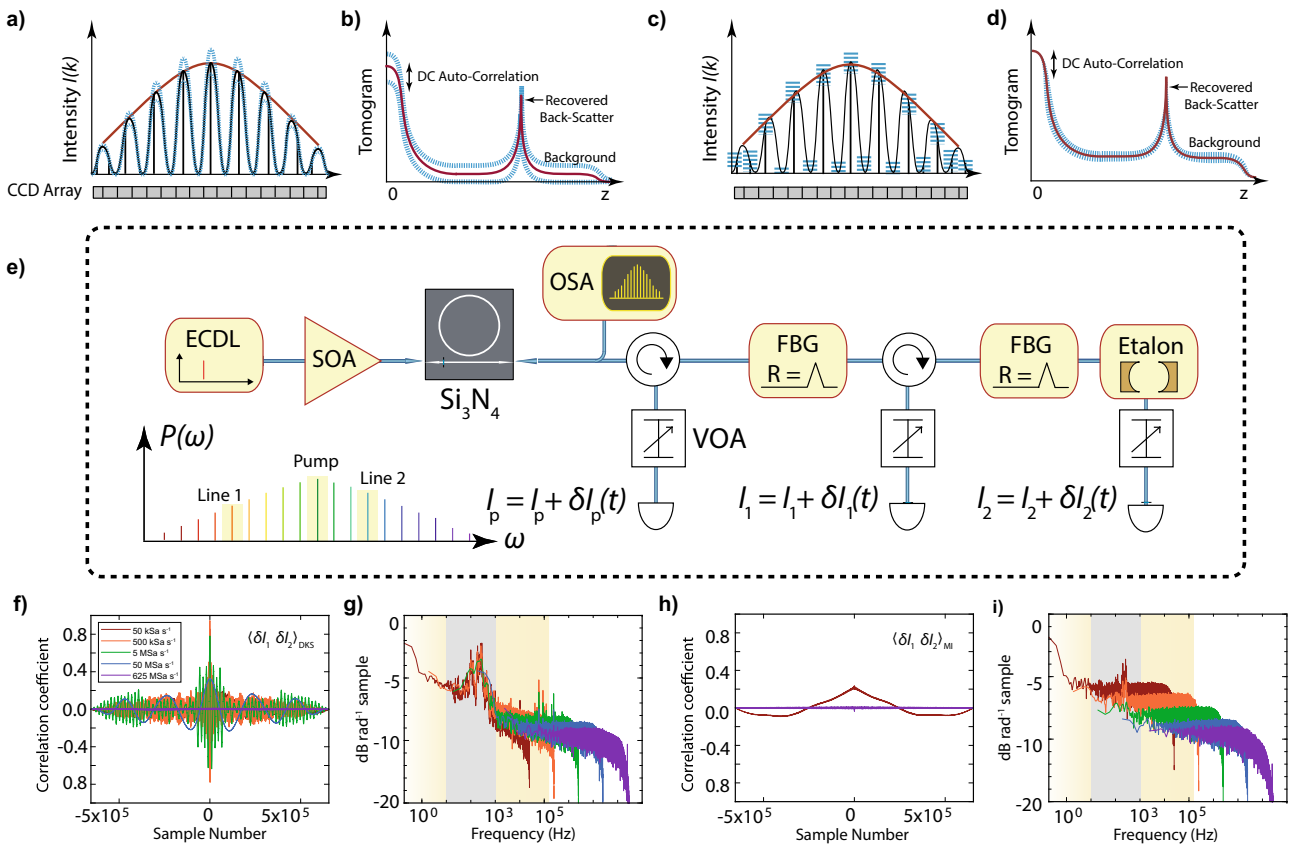 a)
Intensity I(k)
CCD Array
b)
Tomogram
DC Auto-Correlation
Recovered
Back-Scatter
Background
0
z
c)
Intensity I(k)
d)
Tomogram
DC Auto-Correlation
Recovered
Back-Scatter
Background
0
z
e)
ECDL
SOA
Si3N4
OSA
FBG
R =
FBG
R =
Etalon
VOA
P(ω)
Line 1
Pump
Line 2
ω
Ip = Ip + δIp(t)
I1 = I1 + δI1(t)
I2 = I2 + δI2(t)
f)
Correlation coefficient
0.8
0.4
0.0
-0.4
0.8
50 kSa s-1
500 kSa s-1
5 MSa s-1
50 MSa s-1
625 MSa s-1
⟨δI1 δI2⟩DKS
-5x10^5
0
5x10^5
Sample Number
g)
dB rad-1 sample
0
-5
-10
-20
10^0
10^3
10^5
Frequency (Hz)
h)
Correlation coefficient
0.8
0.4
0.0
-0.4
0.8
⟨δI1 δI2⟩MI
-5x10^5
0
5x10^5
Sample Number
i)
dB rad-1 sample
0
-5
-10
-20
10^0
10^3
10^5
Frequency (Hz)